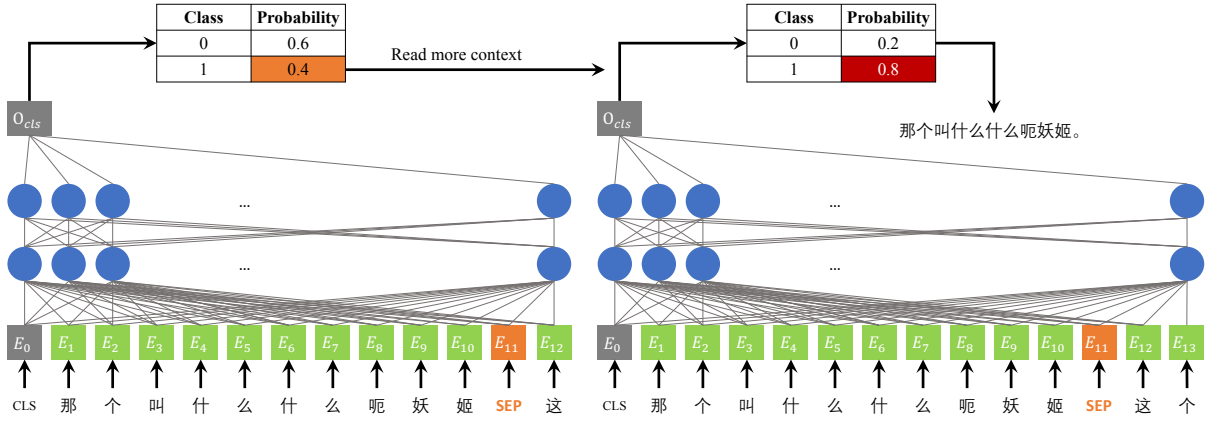 Class Probability
0 0.6
1 0.4
Read more context
Class Probability
0 0.2
1 0.8
O_cls
O_cls
那个叫什么什么呃妖姬。
...
...
...
...
E_0 E_1 E_2 E_3 E_4 E_5 E_6 E_7 E_8 E_9 E_10 E_11 E_12
E_0 E_1 E_2 E_3 E_4 E_5 E_6 E_7 E_8 E_9 E_10 E_11 E_12 E_13
CLS 那 个 叫 什 么 什 么 呃 妖 姬 SEP 这
CLS 那 个 叫 什 么 什 么 呃 妖 姬 SEP 这 个